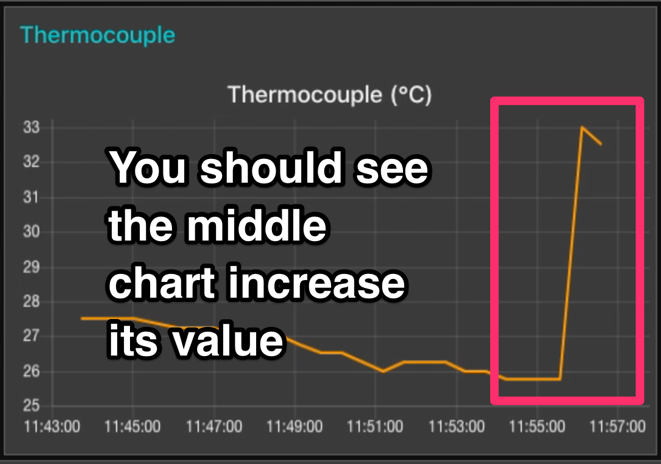 Thermocouple
Thermocouple (°C)
33
32
31
30
29
28
27
26
25
You should see
the middle
chart increase
its value
11:43:00 11:45:00 11:47:00 11:49:00 11:51:00 11:53:00 11:55:00 11:57:00